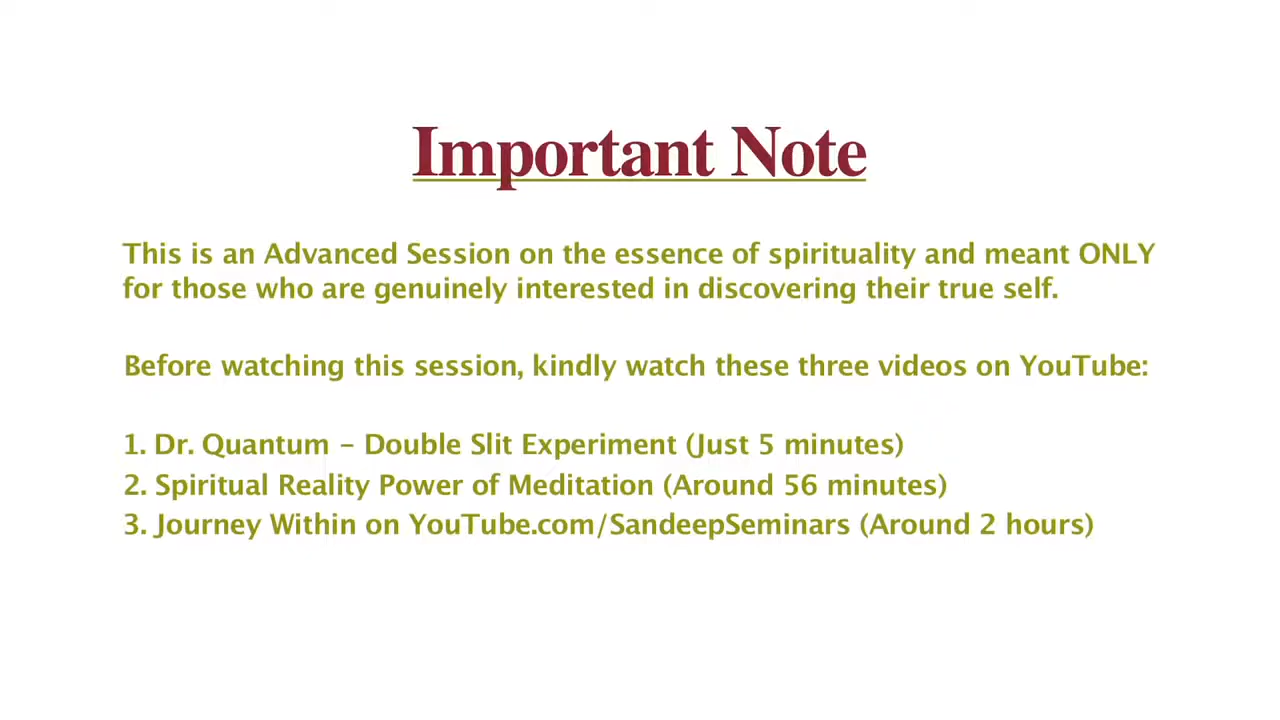 Important Note
This is an Advanced Session on the essence of spirituality and meant ONLY
for those who are genuinely interested in discovering their true self.
Before watching this session, kindly watch these three videos on YouTube:
1. Dr. Quantum – Double Slit Experiment (Just 5 minutes)
2. Spiritual Reality Power of Meditation (Around 56 minutes)
3. Journey Within on YouTube.com/SandeepSeminars (Around 2 hours)